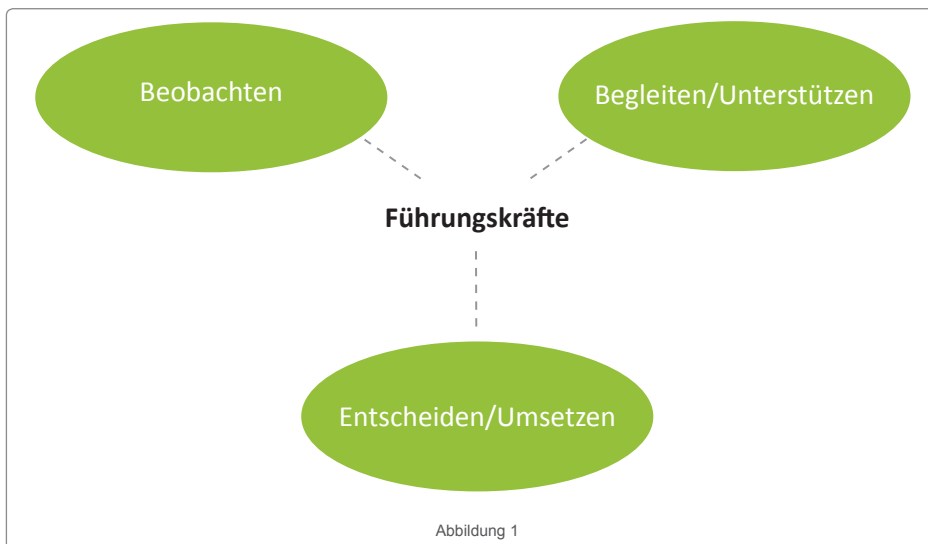 Beobachten
Begleiten/Unterstützen
Führungskräfte
Entscheiden/Umsetzen
Abbildung 1